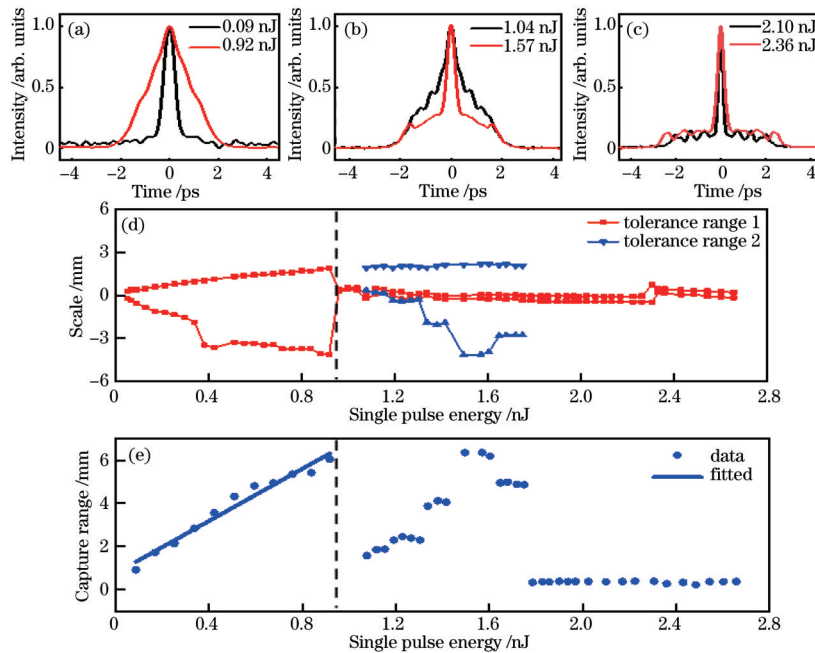 (a)
0.09 nJ
0.92 nJ
Intensity /arb. units
1.0
0.5
0
−4 −2 0 2 4
Time /ps
(b)
1.04 nJ
1.57 nJ
Intensity /arb. units
1.0
0.5
0
−4 −2 0 2 4
Time /ps
(c)
2.10 nJ
2.36 nJ
Intensity /arb. units
1.0
0.5
0
−4 −2 0 2 4
Time /ps
(d)
tolerance range 1
tolerance range 2
Scale /mm
6
3
0
−3
−6
0 0.4 0.8 1.2 1.6 2.0 2.4 2.8
Single pulse energy /nJ
(e)
data
fitted
Capture range /mm
6
4
2
0
0 0.4 0.8 1.2 1.6 2.0 2.4 2.8
Single pulse energy /nJ